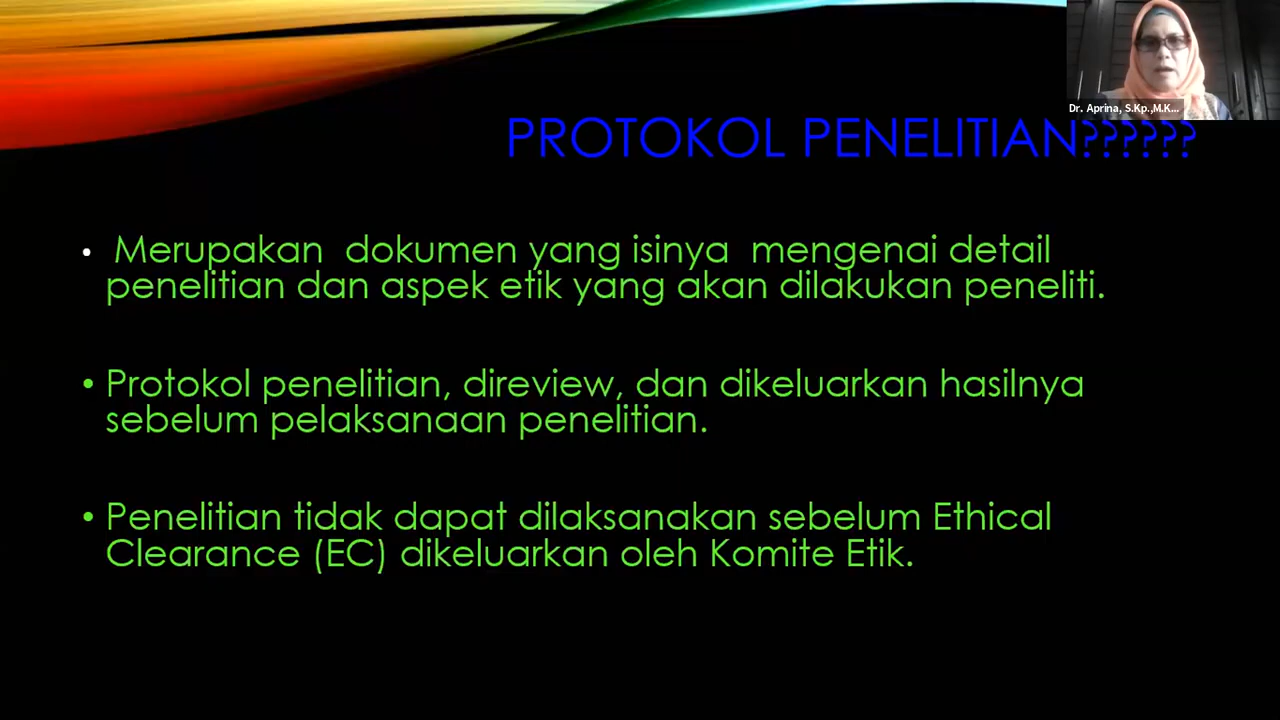 Dr. Aprina, S.Kp.,M.K...
PROTOKOL PENELITIAN??????
• Merupakan dokumen yang isinya mengenai detail
penelitian dan aspek etik yang akan dilakukan peneliti.
• Protokol penelitian, direview, dan dikeluarkan hasilnya
sebelum pelaksanaan penelitian.
• Penelitian tidak dapat dilaksanakan sebelum Ethical
Clearance (EC) dikeluarkan oleh Komite Etik.